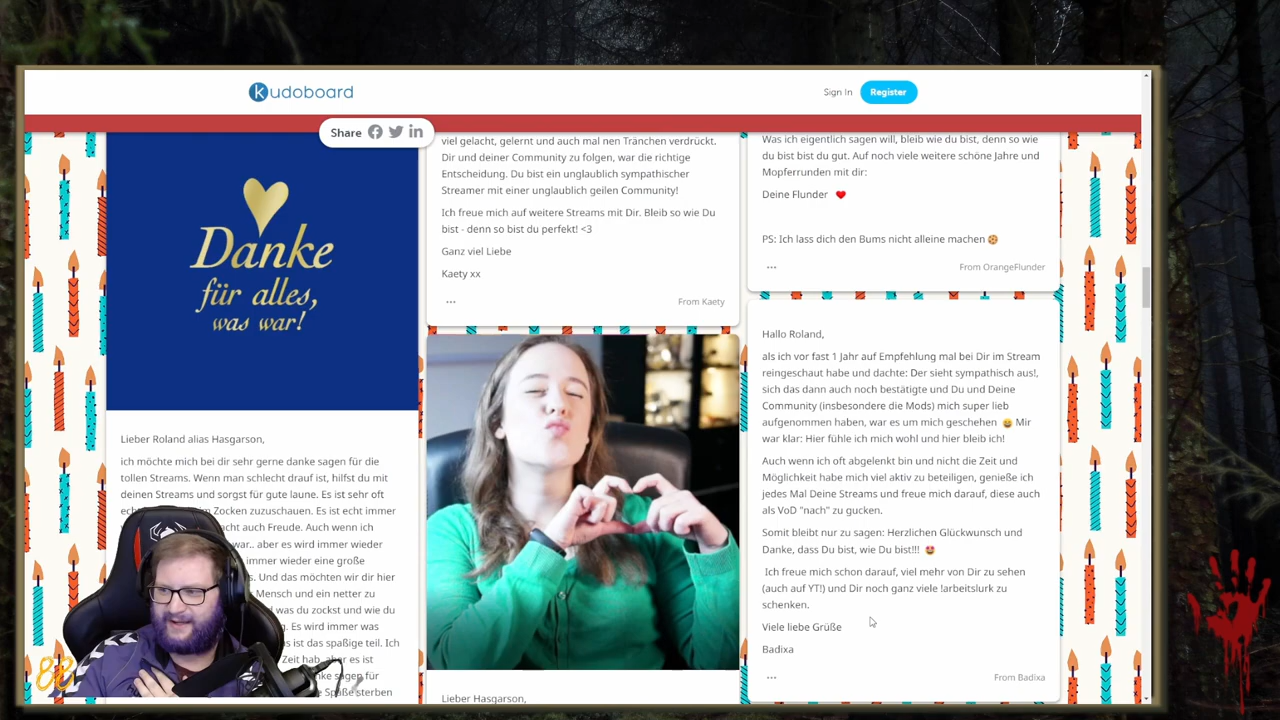 kudoboard
Sign In
Register
Share
Danke
für alles,
was war!
Lieber Roland alias Hasgarson,
ich möchte mich bei dir sehr gerne danke sagen für die
tollen Streams. Wenn man schlecht drauf ist, hilfst du mit
deinen Streams und sorgst für gute laune. Es ist sehr oft
im Zocken zuzuschauen. Es ist echt immer
acht auch Freude. Auch wenn ich
war.. aber es wird immer wieder
immer wieder eine große
s. Und das möchten wir dir hier
Mensch und ein netter zu
was du zockst und wie du
g. Es wird immer was
s ist das spaßige teil. Ich
Zeit hab, aber es ist
nke sagen für
e Späße sterben
viel gelacht, gelernt und auch mal nen Tränchen verdrückt.
Dir und deiner Community zu folgen, war die richtige
Entscheidung. Du bist ein unglaublich sympathischer
Streamer mit einer unglaublich geilen Community!
Ich freue mich auf weitere Streams mit Dir. Bleib so wie Du
bist - denn so bist du perfekt! <3
Ganz viel Liebe
Kaety xx
...
From Kaety
Lieber Hasgarson,
Was ich eigentlich sagen will, bleib wie du bist, denn so wie
du bist bist du gut. Auf noch viele weitere schöne Jahre und
Mopferrunden mit dir:
Deine Flunder ❤
PS: Ich lass dich den Bums nicht alleine machen 🍪
...
From OrangeFlunder
Hallo Roland,
als ich vor fast 1 Jahr auf Empfehlung mal bei Dir im Stream
reingeschaut habe und dachte: Der sieht sympathisch aus!,
sich das dann auch noch bestätigte und Du und Deine
Community (insbesondere die Mods) mich super lieb
aufgenommen haben, war es um mich geschehen 😄 Mir
war klar: Hier fühle ich mich wohl und hier bleib ich!
Auch wenn ich oft abgelenkt bin und nicht die Zeit und
Möglichkeit habe mich viel aktiv zu beteiligen, genieße ich
jedes Mal Deine Streams und freue mich darauf, diese auch
als VoD "nach" zu gucken.
Somit bleibt nur zu sagen: Herzlichen Glückwunsch und
Danke, dass Du bist, wie Du bist!!! 🤩
Ich freue mich schon darauf, viel mehr von Dir zu sehen
(auch auf YT!) und Dir noch ganz viele !arbeitslurk zu
schenken.
Viele liebe Grüße
Badixa
...
From Badixa